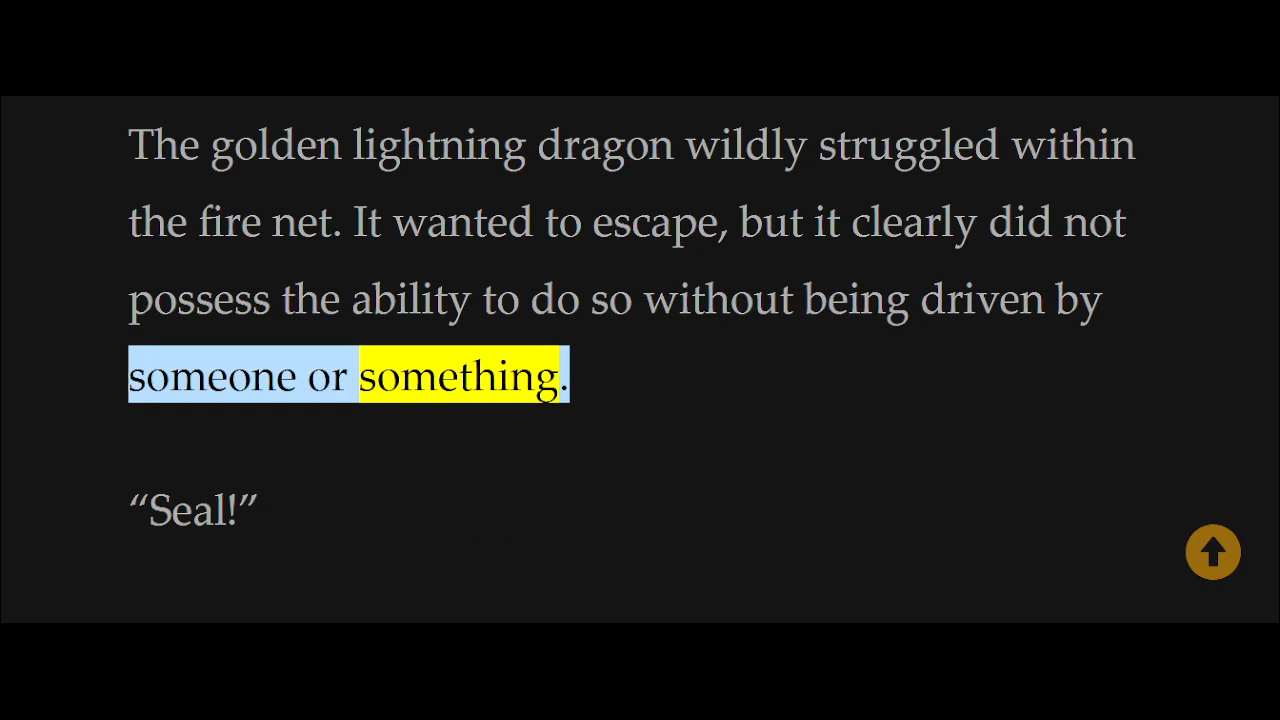 The golden lightning dragon wildly struggled within
the fire net. It wanted to escape, but it clearly did not
possess the ability to do so without being driven by
someone or something.
“Seal!”